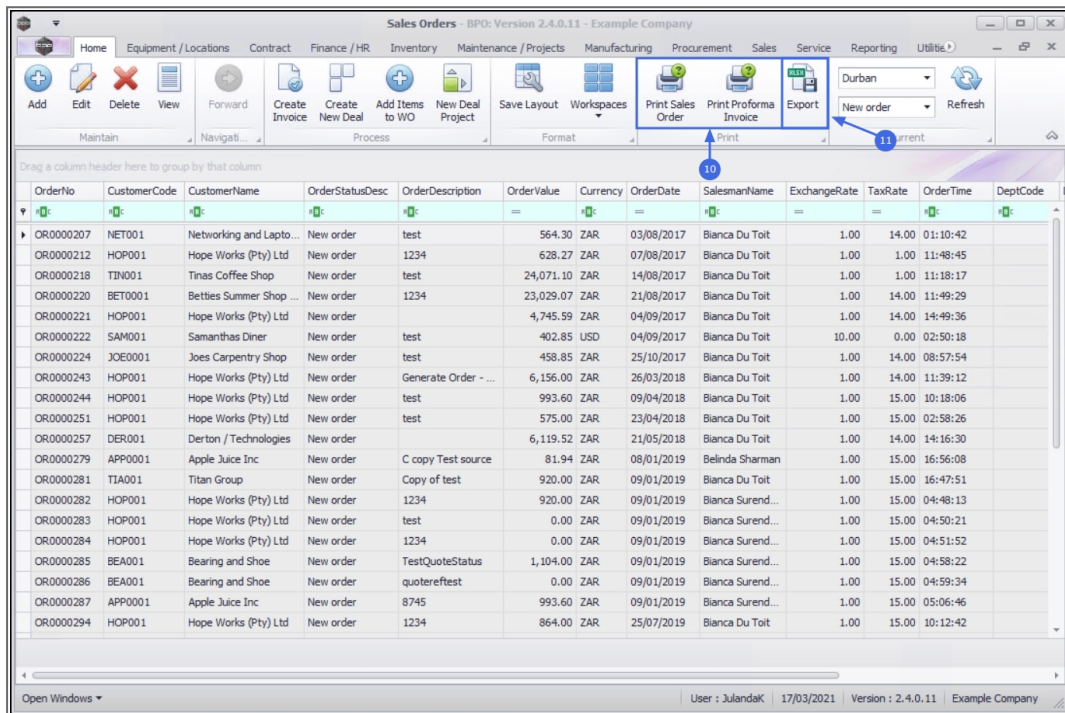 Sales Orders - BPO: Version 2.4.0.11 - Example Company
Home Equipment / Locations Contract Finance / HR Inventory Maintenance / Projects Manufacturing Procurement Sales Service Reporting Utilitie
Add Edit Delete View Forward Create Invoice Create New Deal Add Items to WO New Deal Project Save Layout Workspaces Print Sales Order Print Proforma Invoice XLSX Export Durban New order Refresh
Maintain Navigati... Process Format Print urrent
10 11
Drag a column header here to group by that column
OrderNo CustomerCode CustomerName OrderStatusDesc OrderDescription OrderValue Currency OrderDate SalesmanName ExchangeRate TaxRate OrderTime DeptCode
OR0000207 NET001 Networking and Lapto... New order test 564.30 ZAR 03/08/2017 Bianca Du Toit 1.00 14.00 01:10:42
OR0000212 HOP001 Hope Works (Pty) Ltd New order 1234 628.27 ZAR 07/08/2017 Bianca Du Toit 1.00 1.00 11:48:45
OR0000218 TIN001 Tinas Coffee Shop New order test 24,071.10 ZAR 14/08/2017 Bianca Du Toit 1.00 1.00 11:18:17
OR0000220 BET0001 Betties Summer Shop ... New order 1234 23,029.07 ZAR 21/08/2017 Bianca Du Toit 1.00 14.00 11:49:29
OR0000221 HOP001 Hope Works (Pty) Ltd New order 4,745.59 ZAR 04/09/2017 Bianca Du Toit 1.00 14.00 14:49:36
OR0000222 SAM001 Samanthas Diner New order test 402.85 USD 04/09/2017 Bianca Du Toit 10.00 0.00 02:50:18
OR0000224 JOE0001 Joes Carpentry Shop New order test 458.85 ZAR 25/10/2017 Bianca Du Toit 1.00 14.00 08:57:54
OR0000243 HOP001 Hope Works (Pty) Ltd New order Generate Order - ... 6,156.00 ZAR 26/03/2018 Bianca Du Toit 1.00 14.00 11:39:12
OR0000244 HOP001 Hope Works (Pty) Ltd New order test 993.60 ZAR 09/04/2018 Bianca Du Toit 1.00 15.00 10:18:06
OR0000251 HOP001 Hope Works (Pty) Ltd New order test 575.00 ZAR 23/04/2018 Bianca Du Toit 1.00 15.00 02:58:26
OR0000257 DER001 Derton / Technologies New order 6,119.52 ZAR 21/05/2018 Bianca Du Toit 1.00 14.00 14:16:30
OR0000279 APP0001 Apple Juice Inc New order C copy Test source 81.94 ZAR 08/01/2019 Belinda Sharman 1.00 15.00 16:56:08
OR0000281 TIA001 Titan Group New order Copy of test 920.00 ZAR 09/01/2019 Bianca Du Toit 1.00 15.00 16:47:51
OR0000282 HOP001 Hope Works (Pty) Ltd New order 1234 920.00 ZAR 09/01/2019 Bianca Surend... 1.00 15.00 04:48:13
OR0000283 HOP001 Hope Works (Pty) Ltd New order test 0.00 ZAR 09/01/2019 Bianca Surend... 1.00 15.00 04:50:21
OR0000284 HOP001 Hope Works (Pty) Ltd New order 1234 0.00 ZAR 09/01/2019 Bianca Surend... 1.00 15.00 04:51:52
OR0000285 BEA001 Bearing and Shoe New order TestQuoteStatus 1,104.00 ZAR 09/01/2019 Bianca Surend... 1.00 15.00 04:58:22
OR0000286 BEA001 Bearing and Shoe New order quotereftest 0.00 ZAR 09/01/2019 Bianca Surend... 1.00 15.00 04:59:34
OR0000287 APP0001 Apple Juice Inc New order 8745 993.60 ZAR 09/01/2019 Bianca Surend... 1.00 15.00 05:06:46
OR0000294 HOP001 Hope Works (Pty) Ltd New order 1234 864.00 ZAR 25/07/2019 Bianca Du Toit 1.00 15.00 10:12:42
Open Windows User : JulandaK 17/03/2021 Version : 2.4.0.11 Example Company